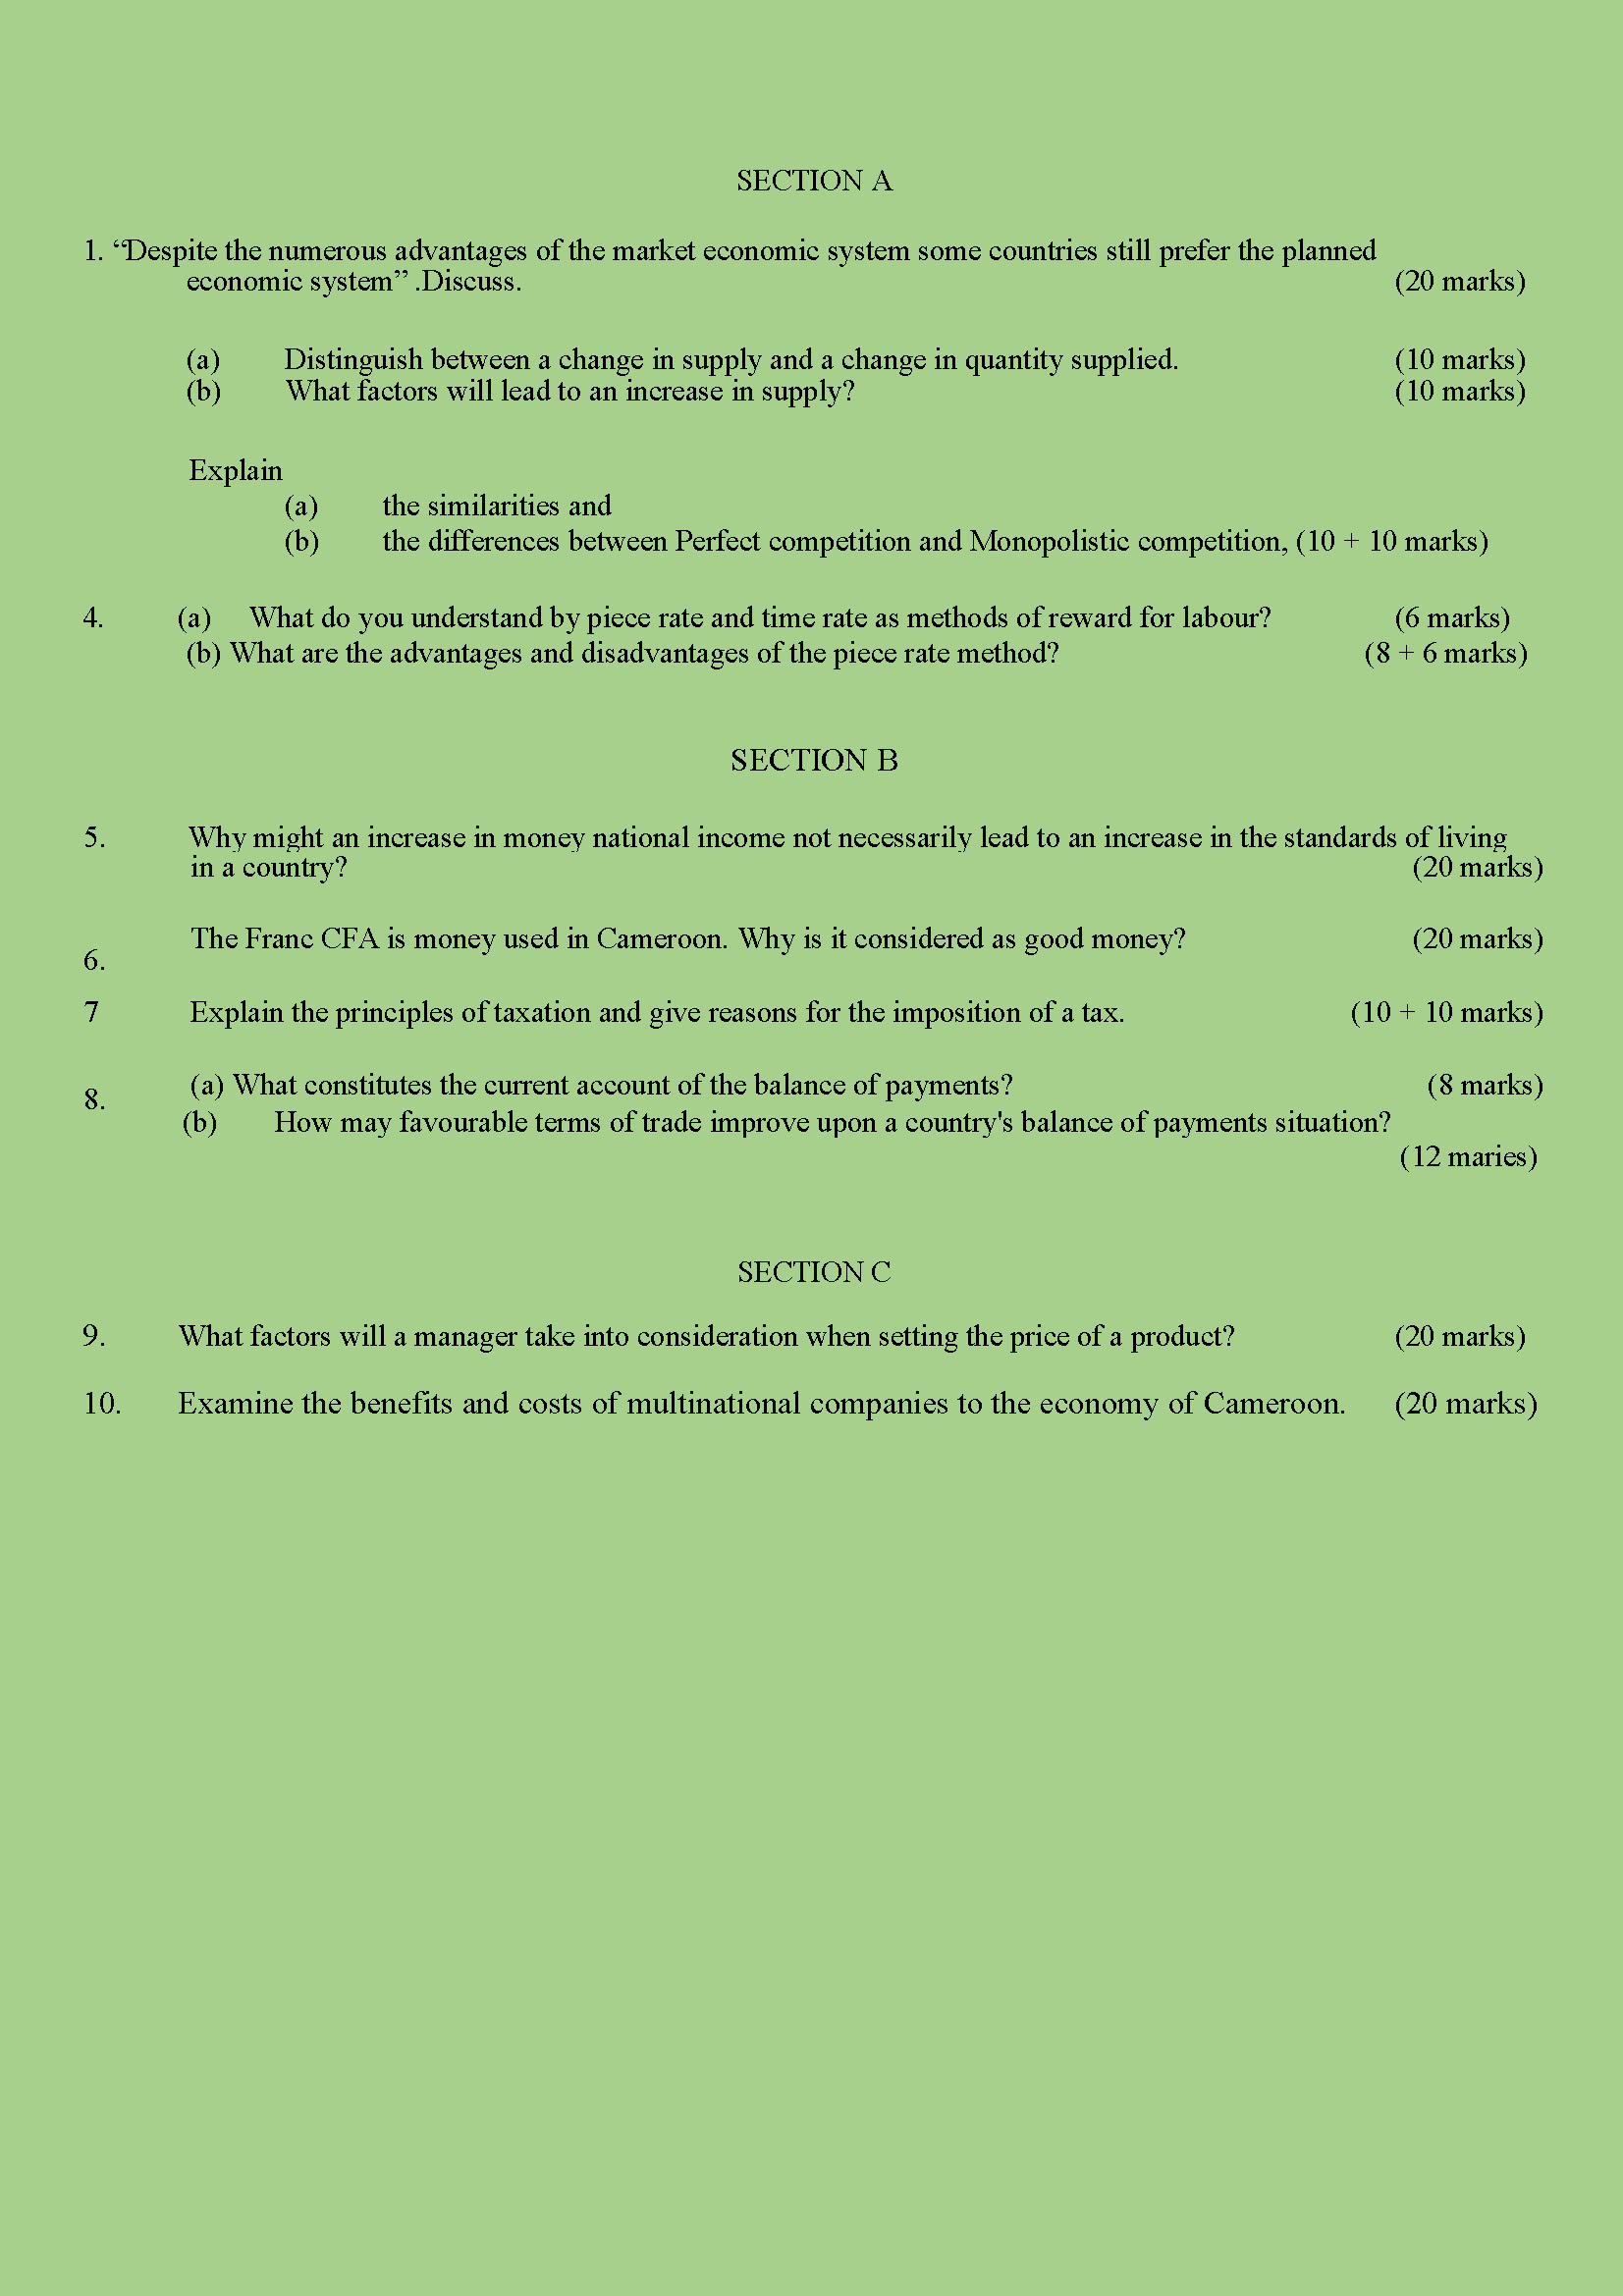 SECTION A
1. “Despite the numerous advantages of the market economic system some countries still prefer the planned
economic system” .Discuss. (20 marks)
(a) Distinguish between a change in supply and a change in quantity supplied. (10 marks)
(b) What factors will lead to an increase in supply? (10 marks)
Explain
(a) the similarities and
(b) the differences between Perfect competition and Monopolistic competition, (10 + 10 marks)
4. (a) What do you understand by piece rate and time rate as methods of reward for labour? (6 marks)
(b) What are the advantages and disadvantages of the piece rate method? (8 + 6 marks)
SECTION B
5. Why might an increase in money national income not necessarily lead to an increase in the standards of living
in a country? (20 marks)
The Franc CFA is money used in Cameroon. Why is it considered as good money? (20 marks)
6.
7 Explain the principles of taxation and give reasons for the imposition of a tax. (10 + 10 marks)
(a) What constitutes the current account of the balance of payments? (8 marks)
8.
(b) How may favourable terms of trade improve upon a country's balance of payments situation?
(12 maries)
SECTION C
9. What factors will a manager take into consideration when setting the price of a product? (20 marks)
10. Examine the benefits and costs of multinational companies to the economy of Cameroon. (20 marks)